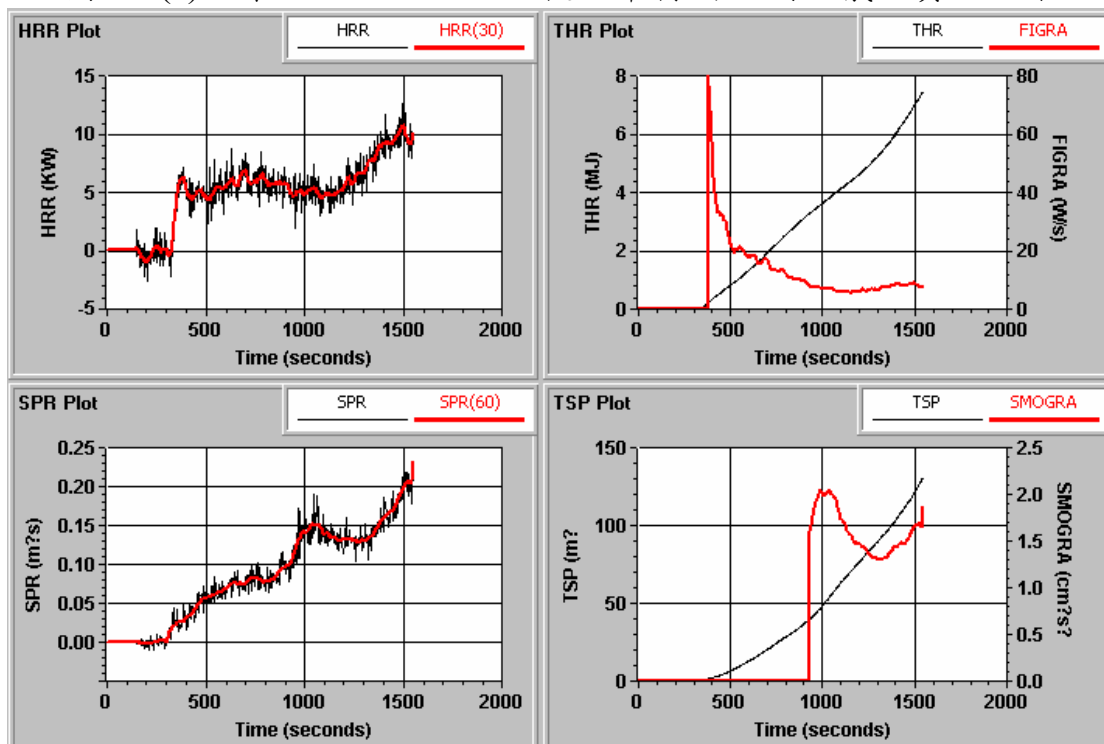 HRR Plot
HRR
HRR(30)
15
10
5
0
-5
HRR (KW)
0
500
1000
1500
2000
Time (seconds)
THR Plot
THR
FIGRA
8
6
4
2
0
THR (MJ)
80
60
40
20
0
FIGRA (W/s)
0
500
1000
1500
2000
Time (seconds)
SPR Plot
SPR
SPR(60)
0.25
0.20
0.15
0.10
0.05
0.00
SPR (m?s)
0
500
1000
1500
2000
Time (seconds)
TSP Plot
TSP
SMOGRA
150
100
50
0
TSP (m?
2.5
2.0
1.5
1.0
0.5
0.0
SMOGRA (cm?s?
0
500
1000
1500
2000
Time (seconds)